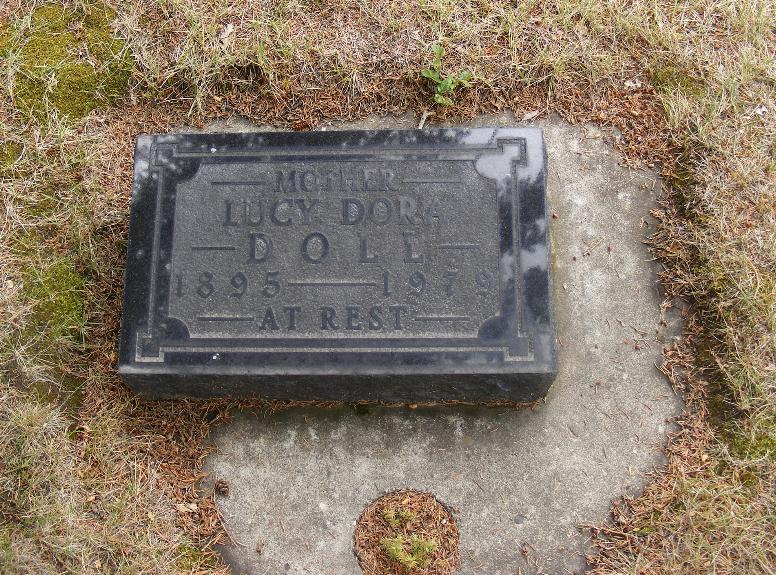 MOTHER
LUCY DORA
DOLL
1895 — 1979
AT REST